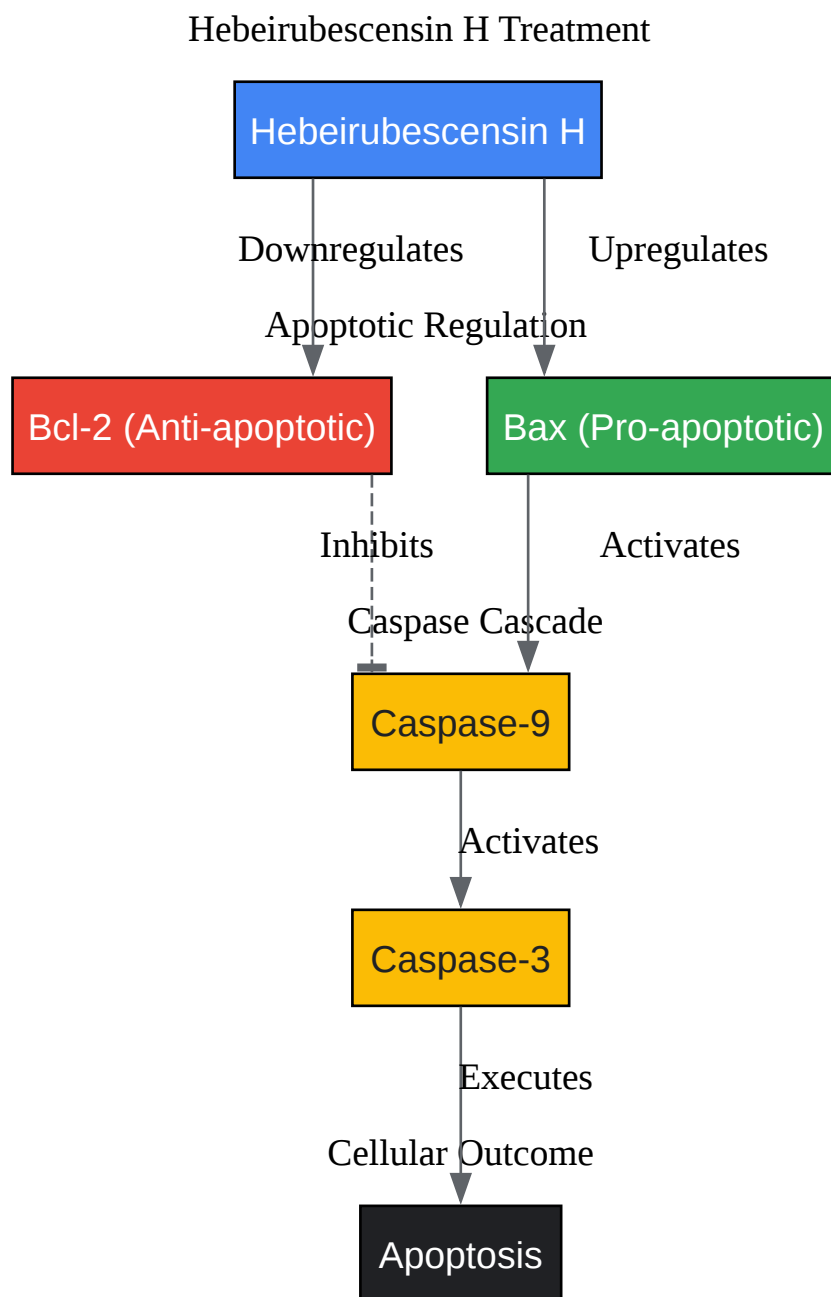 Hebeirubescensin H Treatment
Hebeirubescensin H
Downregulates
Upregulates
Apoptotic Regulation
Bcl-2 (Anti-apoptotic)
Bax (Pro-apoptotic)
Inhibits
Activates
Caspase Cascade
Caspase-9
Activates
Caspase-3
Executes
Cellular Outcome
Apoptosis